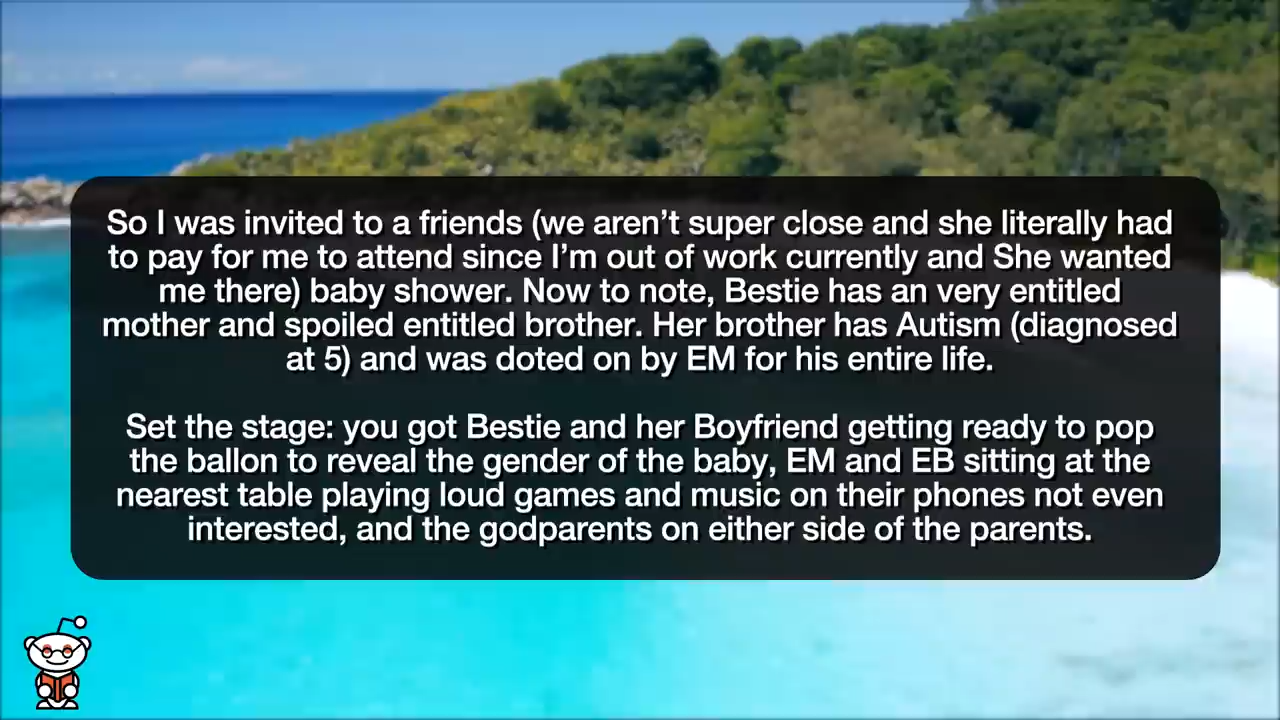 So I was invited to a friends (we aren't super close and she literally had
to pay for me to attend since I'm out of work currently and She wanted
me there) baby shower. Now to note, Bestie has an very entitled
mother and spoiled entitled brother. Her brother has Autism (diagnosed
at 5) and was doted on by EM for his entire life.
Set the stage: you got Bestie and her Boyfriend getting ready to pop
the ballon to reveal the gender of the baby, EM and EB sitting at the
nearest table playing loud games and music on their phones not even
interested, and the godparents on either side of the parents.